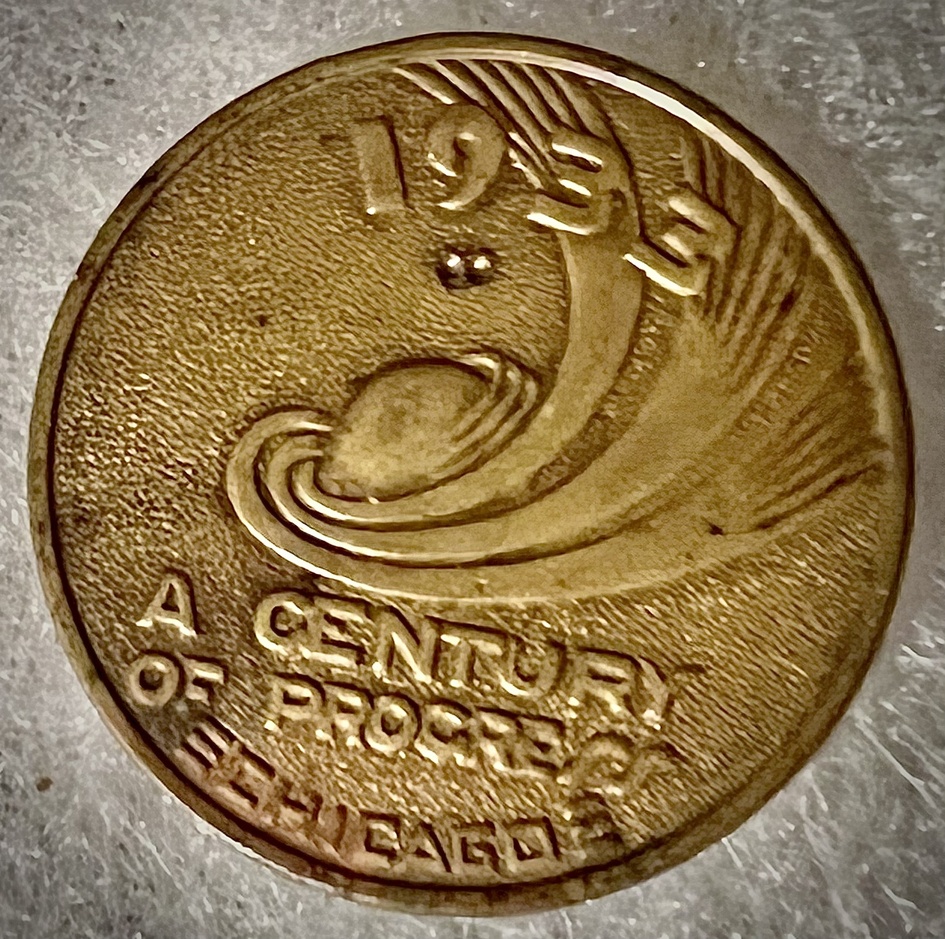 1933
A CENTURY
OF PROGRESS
CHICAGO